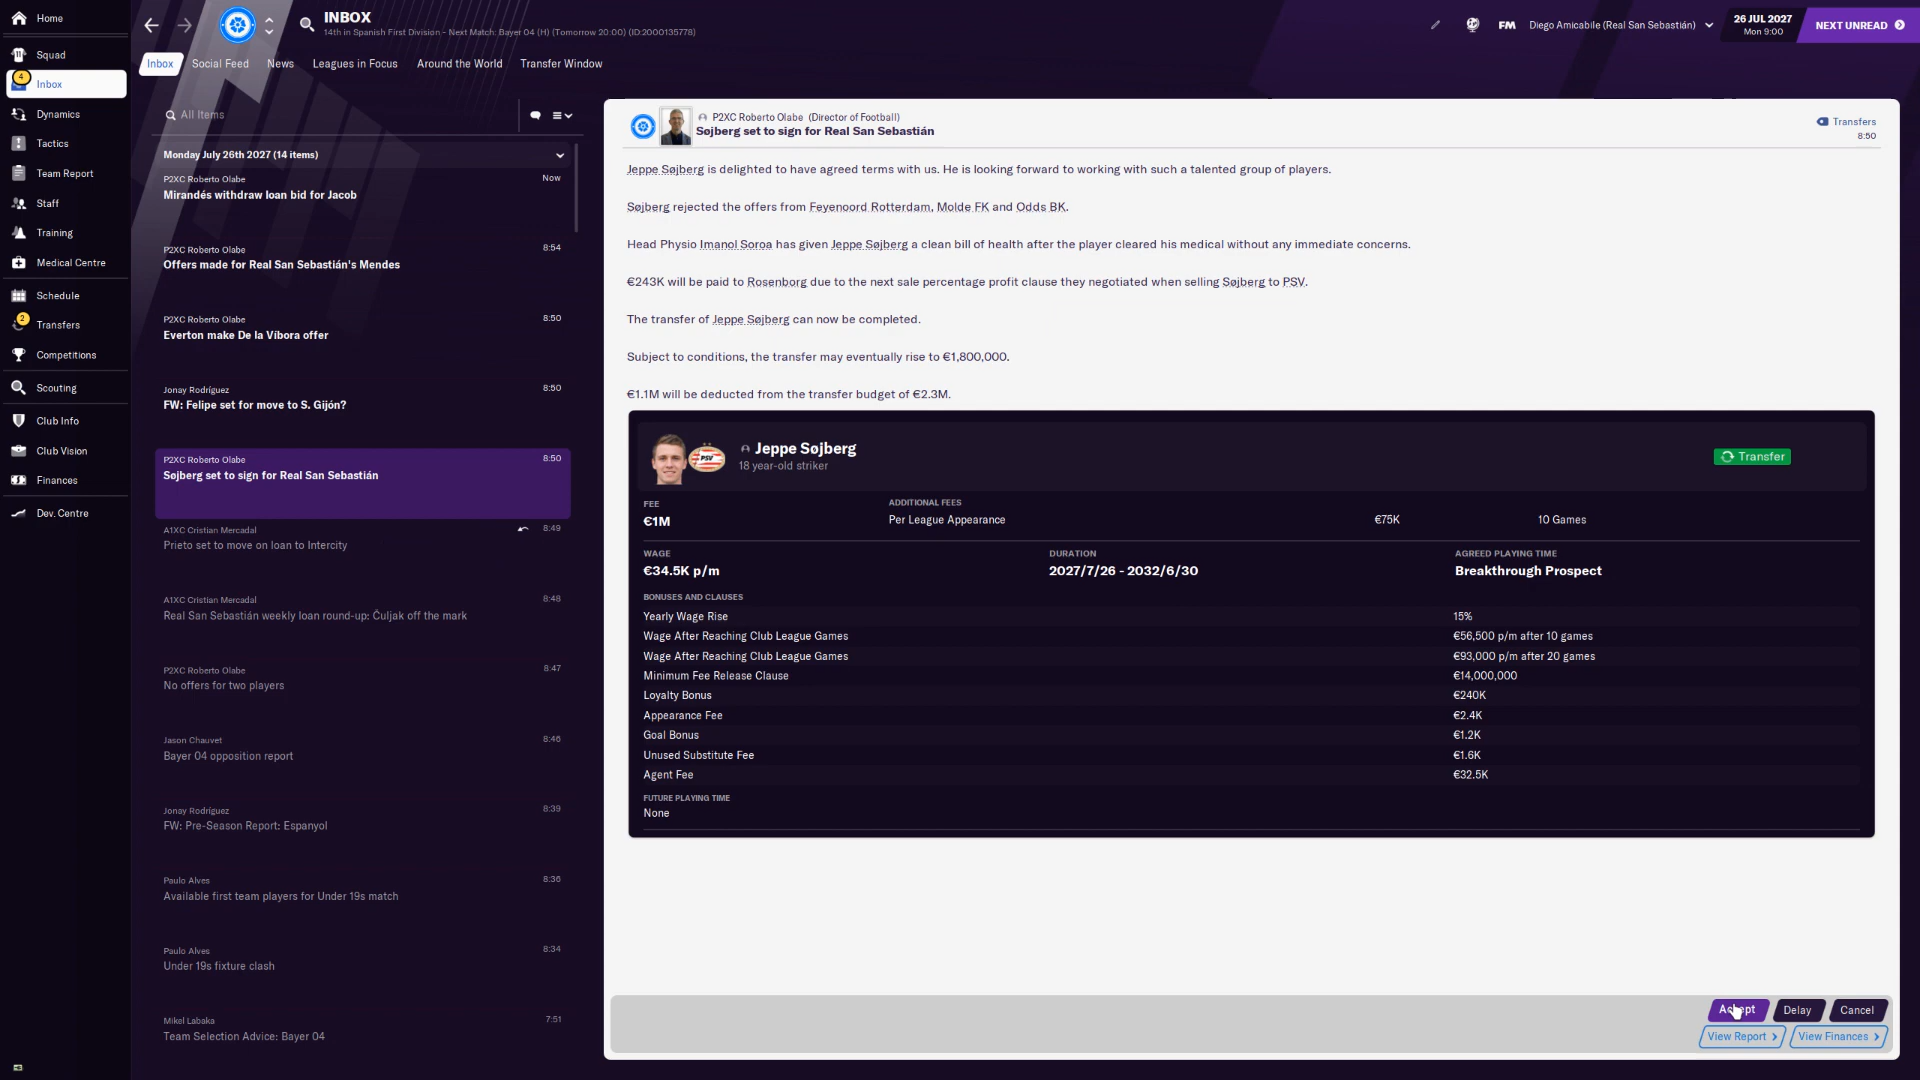 Home
Squad
4
Inbox
Dynamics
Tactics
Team Report
Staff
Training
Medical Centre
Schedule
2
Transfers
Competitions
Scouting
Club Info
Club Vision
Finances
Dev. Centre
INBOX
14th in Spanish First Division - Next Match: Bayer 04 (H) (Tomorrow 20:00) (ID:2000135778)
FM
Diego Amicabile (Real San Sebastián)
26 JUL 2027
Mon 9:00
NEXT UNREAD
Inbox
Social Feed
News
Leagues in Focus
Around the World
Transfer Window
All Items
Monday July 26th 2027 (14 items)
P2XC Roberto Olabe
Now
Mirandés withdraw loan bid for Jacob
P2XC Roberto Olabe
8:54
Offers made for Real San Sebastián's Mendes
P2XC Roberto Olabe
8:50
Everton make De la Víbora offer
Jonay Rodríguez
8:50
FW: Felipe set for move to S. Gijón?
P2XC Roberto Olabe
8:50
Søjberg set to sign for Real San Sebastián
A1XC Cristian Mercadal
8:49
Prieto set to move on loan to Intercity
A1XC Cristian Mercadal
8:48
Real San Sebastián weekly loan round-up: Čuljak off the mark
P2XC Roberto Olabe
8:47
No offers for two players
Jason Chauvet
8:46
Bayer 04 opposition report
Jonay Rodríguez
8:39
FW: Pre-Season Report: Espanyol
Paulo Alves
8:36
Available first team players for Under 19s match
Paulo Alves
8:34
Under 19s fixture clash
Mikel Labaka
7:51
Team Selection Advice: Bayer 04
P2XC Roberto Olabe (Director of Football)
Søjberg set to sign for Real San Sebastián
Transfers
8:50
Jeppe Søjberg is delighted to have agreed terms with us. He is looking forward to working with such a talented group of players.
Søjberg rejected the offers from Feyenoord Rotterdam, Molde FK and Odds BK.
Head Physio Imanol Soroa has given Jeppe Søjberg a clean bill of health after the player cleared his medical without any immediate concerns.
€243K will be paid to Rosenborg due to the next sale percentage profit clause they negotiated when selling Søjberg to PSV.
The transfer of Jeppe Søjberg can now be completed.
Subject to conditions, the transfer may eventually rise to €1,800,000.
€1.1M will be deducted from the transfer budget of €2.3M.
PSV
Jeppe Søjberg
18 year-old striker
Transfer
FEE
€1M
ADDITIONAL FEES
Per League Appearance
€75K
10 Games
WAGE
€34.5K p/m
DURATION
2027/7/26 - 2032/6/30
AGREED PLAYING TIME
Breakthrough Prospect
BONUSES AND CLAUSES
Yearly Wage Rise
15%
Wage After Reaching Club League Games
€56,500 p/m after 10 games
Wage After Reaching Club League Games
€93,000 p/m after 20 games
Minimum Fee Release Clause
€14,000,000
Loyalty Bonus
€240K
Appearance Fee
€2.4K
Goal Bonus
€1.2K
Unused Substitute Fee
€1.6K
Agent Fee
€32.5K
FUTURE PLAYING TIME
None
Accept
Delay
Cancel
View Report
View Finances